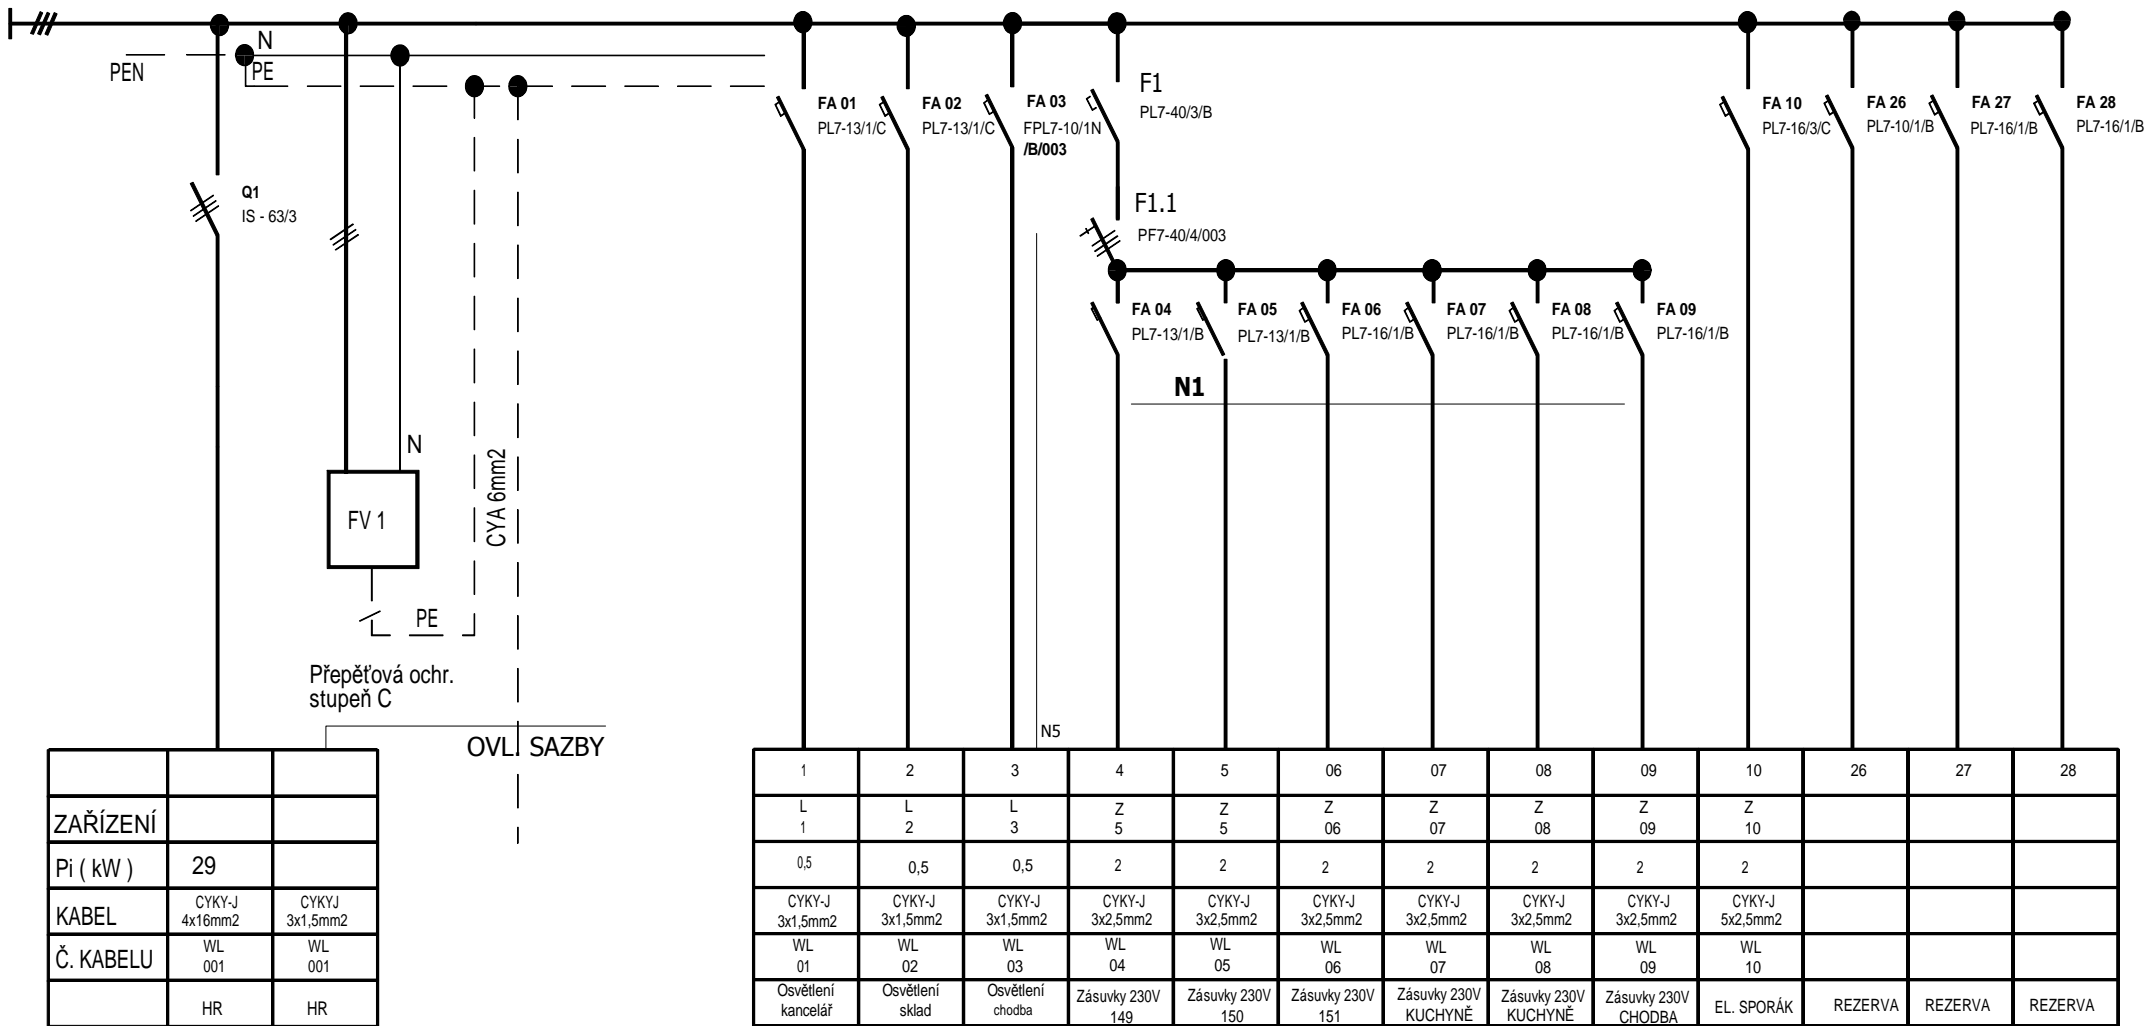 PEN
N
PE
F1
PL7-40/3/B
FA 01
PL7-13/1/C
FA 02
PL7-13/1/C
FA 03
FPL7-10/1N
/B/003
FA 10
PL7-16/3/C
FA 26
PL7-10/1/B
FA 27
PL7-16/1/B
FA 28
PL7-16/1/B
Q1
IS - 63/3
F1.1
PF7-40/4/003
FA 04
PL7-13/1/B
FA 05
PL7-13/1/B
FA 06
PL7-16/1/B
FA 07
PL7-16/1/B
FA 08
PL7-16/1/B
FA 09
PL7-16/1/B
N1
N
CYA 6mm2
FV 1
PE
Přepěťová ochr.
stupeň C
OVL. SAZBY
N5
ZAŘÍZENÍ
Pi ( kW ) 29
KABEL CYKY-J CYKYJ
4x16mm2 3x1,5mm2
Č. KABELU WL WL
001 001
HR HR
1 2 3 4 5 06 07 08 09 10 26 27 28
L L L Z Z Z Z Z Z Z
1 2 3 5 5 06 07 08 09 10
0,5 0,5 0,5 2 2 2 2 2 2 2
CYKY-J CYKY-J CYKY-J CYKY-J CYKY-J CYKY-J CYKY-J CYKY-J CYKY-J CYKY-J
3x1,5mm2 3x1,5mm2 3x1,5mm2 3x2,5mm2 3x2,5mm2 3x2,5mm2 3x2,5mm2 3x2,5mm2 3x2,5mm2 5x2,5mm2
WL WL WL WL WL WL WL WL WL WL
01 02 03 04 05 06 07 08 09 10
Osvětlení Osvětlení Osvětlení Zásuvky 230V Zásuvky 230V Zásuvky 230V Zásuvky 230V Zásuvky 230V Zásuvky 230V EL. SPORÁK REZERVA REZERVA REZERVA
kancelář sklad chodba 149 150 151 KUCHYNĚ KUCHYNĚ CHODBA